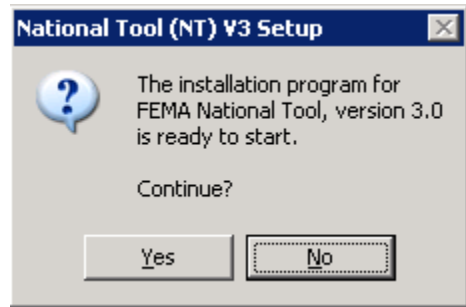 National Tool (NT) V3 Setup
The installation program for
FEMA National Tool, version 3.0
is ready to start.
Continue?
Yes
No